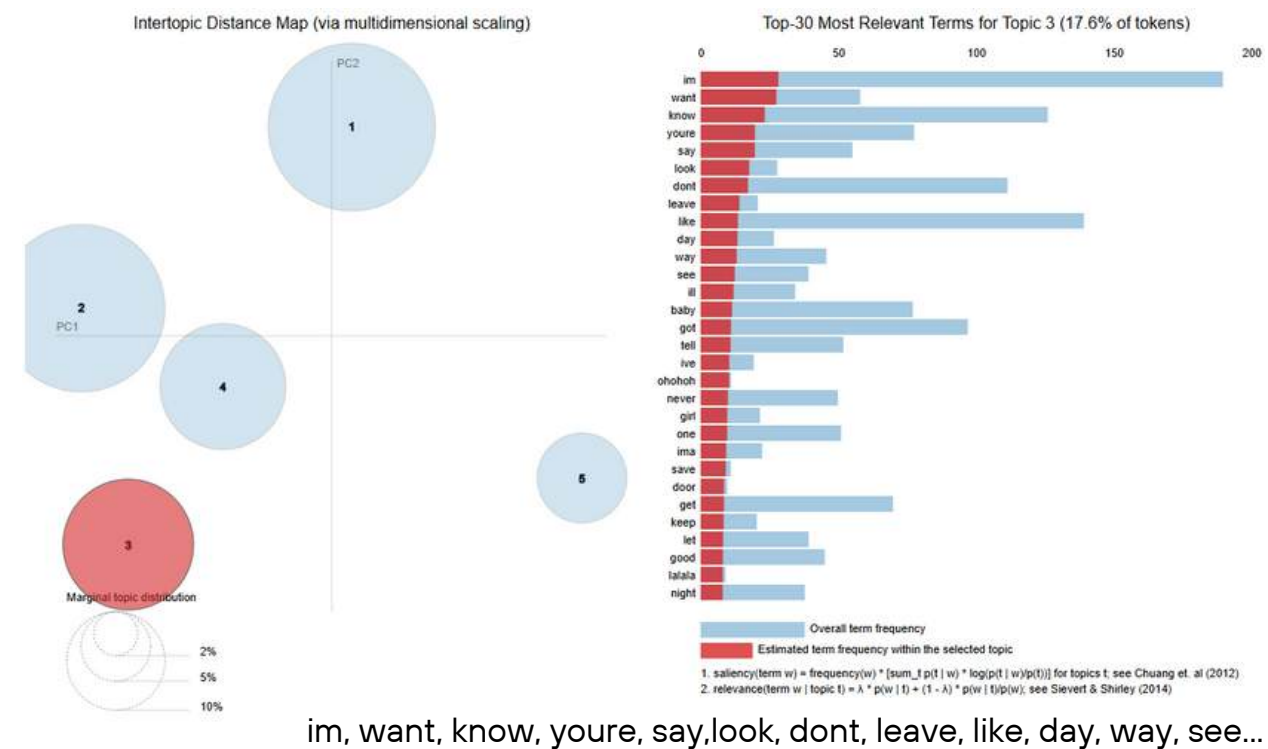 Intertopic Distance Map (via multidimensional scaling)
PC2
1
2
PC1
4
5
3
Marginal topic distribution
2%
5%
10%
Top-30 Most Relevant Terms for Topic 3 (17.6% of tokens)
0 50 100 150 200
im
want
know
youre
say
look
dont
leave
like
day
way
see
ill
baby
got
tell
ive
ohohoh
never
girl
one
ima
save
door
get
keep
let
good
lalala
night
Overall term frequency
Estimated term frequency within the selected topic
1. saliency(term w) = frequency(w) * [sum_t p(t | w) * log(p(t | w)/p(t))] for topics t; see Chuang et. al (2012)
2. relevance(term w | topic t) = λ * p(w | t) + (1 - λ) * p(w | t)/p(w); see Sievert & Shirley (2014)
im, want, know, youre, say,look, dont, leave, like, day, way, see...